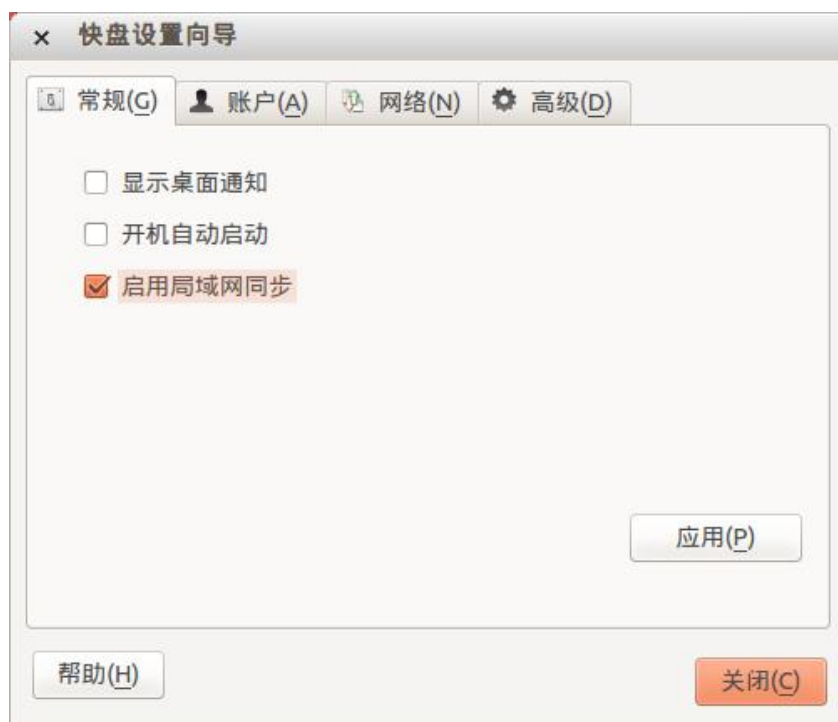 快盘设置向导
常规(G) 账户(A) 网络(N) 高级(D)
显示桌面通知
开机自动启动
启用局域网同步
应用(P)
帮助(H) 关闭(C)